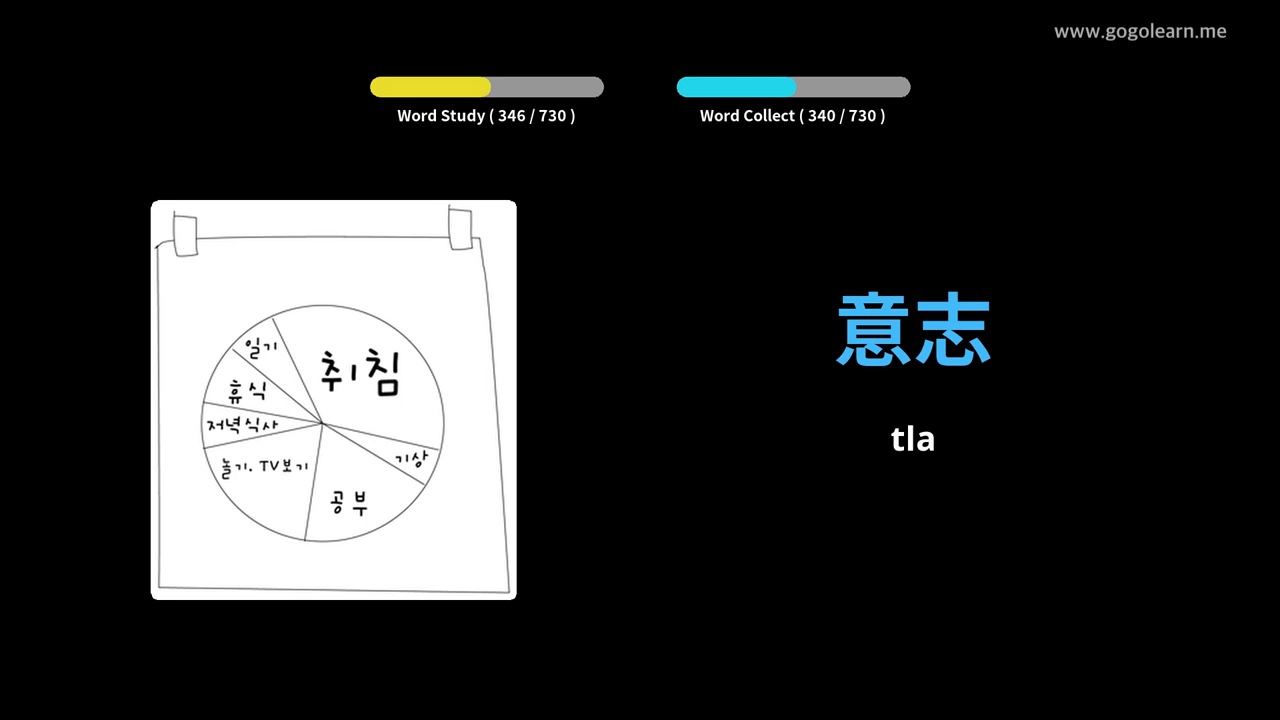 www.gogolearn.me
Word Study ( 346 / 730 )
Word Collect ( 340 / 730 )
일기
취침
휴식
저녁식사
놀기. TV보기
기상
공부
意志
tla